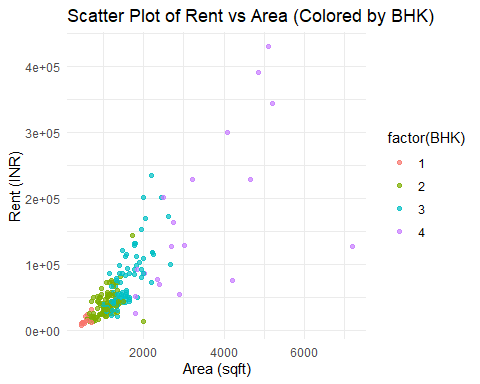 Scatter Plot of Rent vs Area (Colored by BHK)
4e+05
3e+05
2e+05
1e+05
0e+00
Rent (INR)
2000 4000 6000
Area (sqft)
factor(BHK)
1
2
3
4